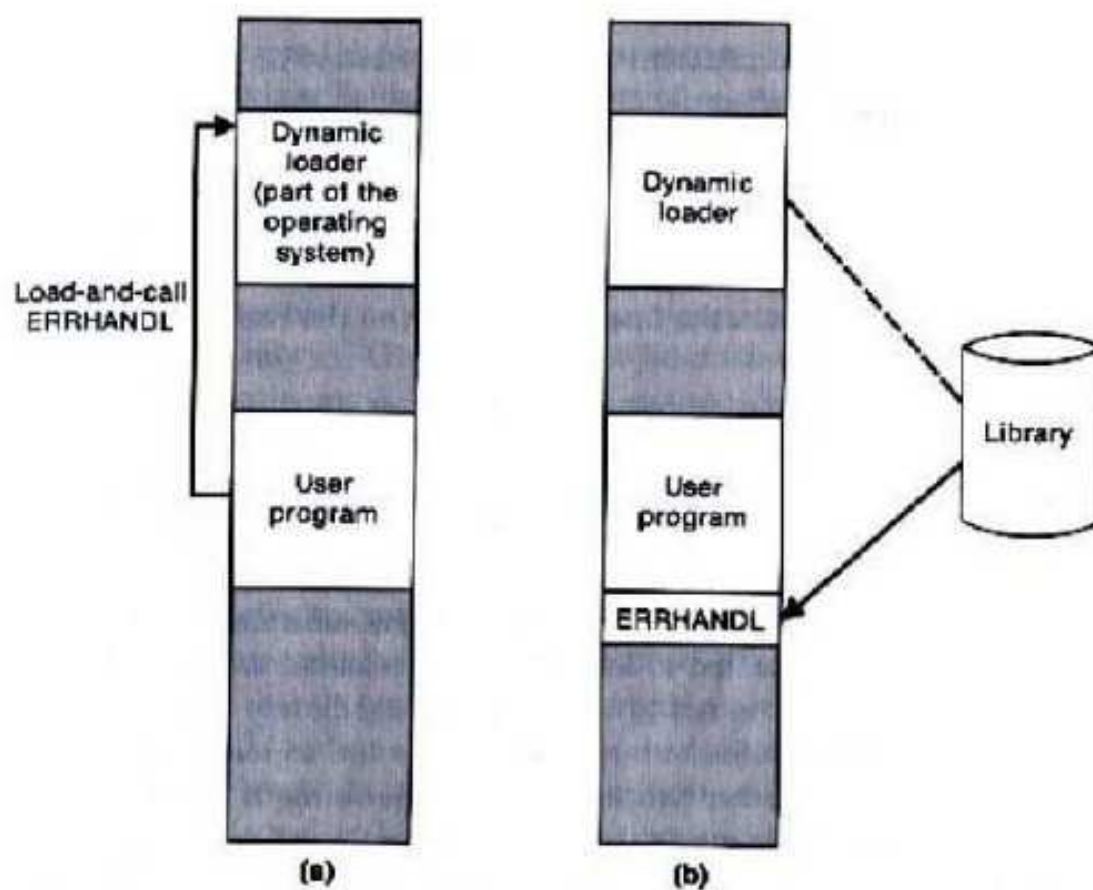 Dynamic
loader
(part of the
operating
system)
Load-and-call
ERRHANDL
User
program
(a)
Dynamic
loader
Library
User
program
ERRHANDL
(b)